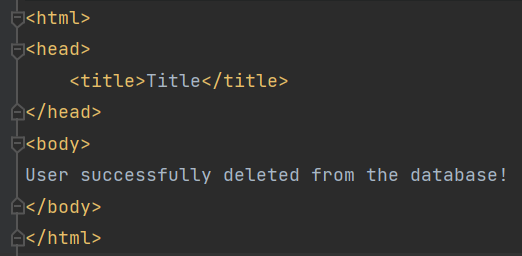 <html>
<head>
    <title>Title</title>
</head>
<body>
User successfully deleted from the database!
</body>
</html>